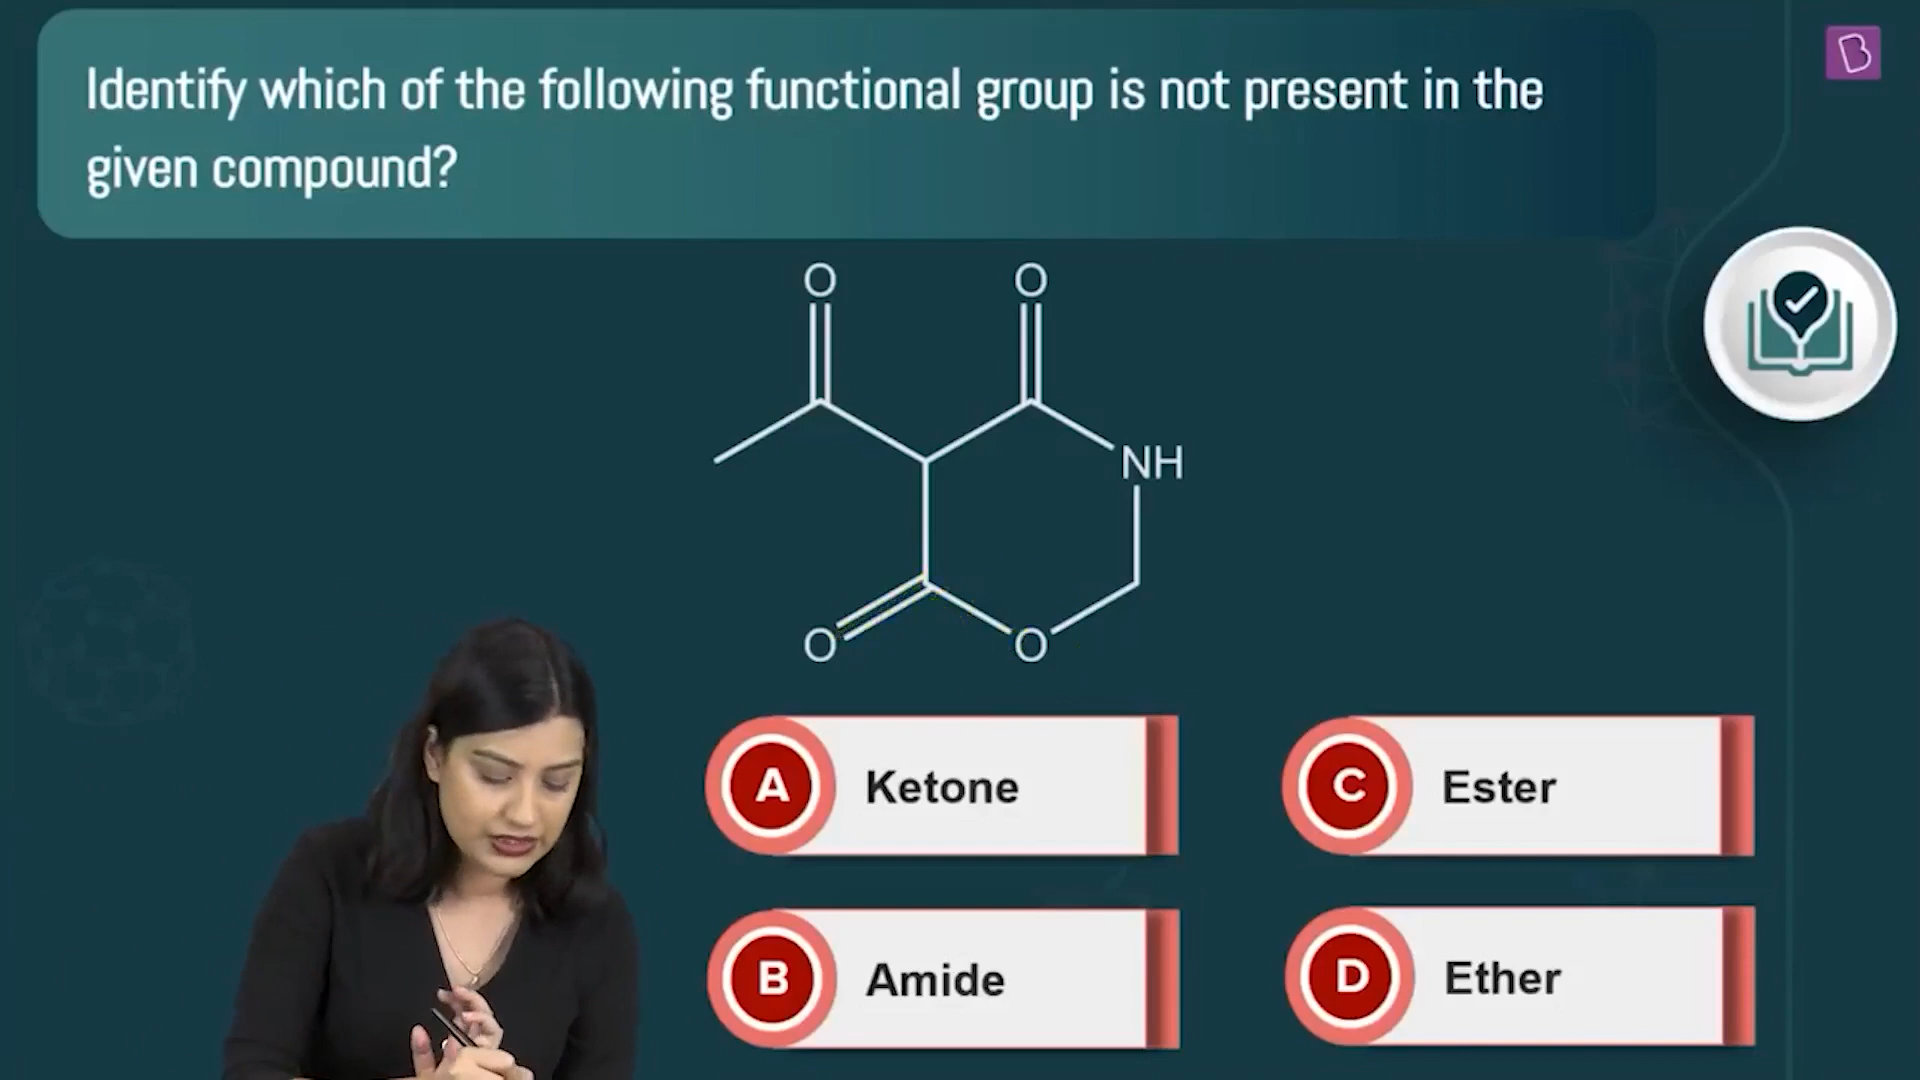 Identify which of the following functional group is not present in the
given compound?
B
O
O
NH
O
O
A Ketone
C Ester
B Amide
D Ether